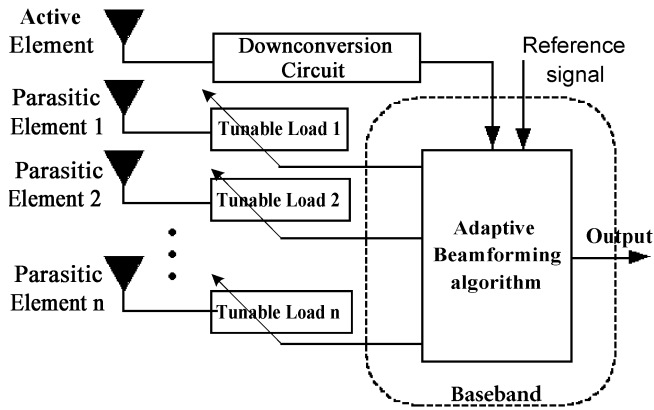 Active
Element
Downconversion
Circuit
Reference
signal
Parasitic
Element 1
Tunable Load 1
Parasitic
Element 2
Tunable Load 2
Adaptive
Beamforming
algorithm
Output
Parasitic
Element n
Tunable Load n
Baseband